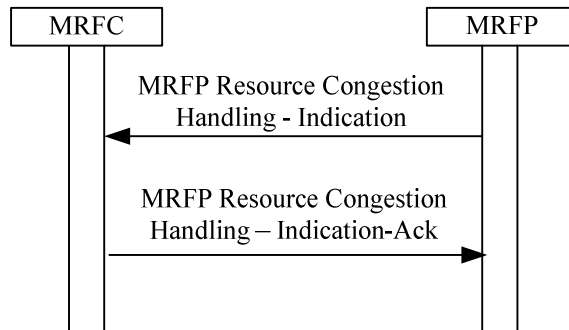 MRFC
MRFP
MRFP Resource Congestion
Handling - Indication
MRFP Resource Congestion
Handling – Indication-Ack